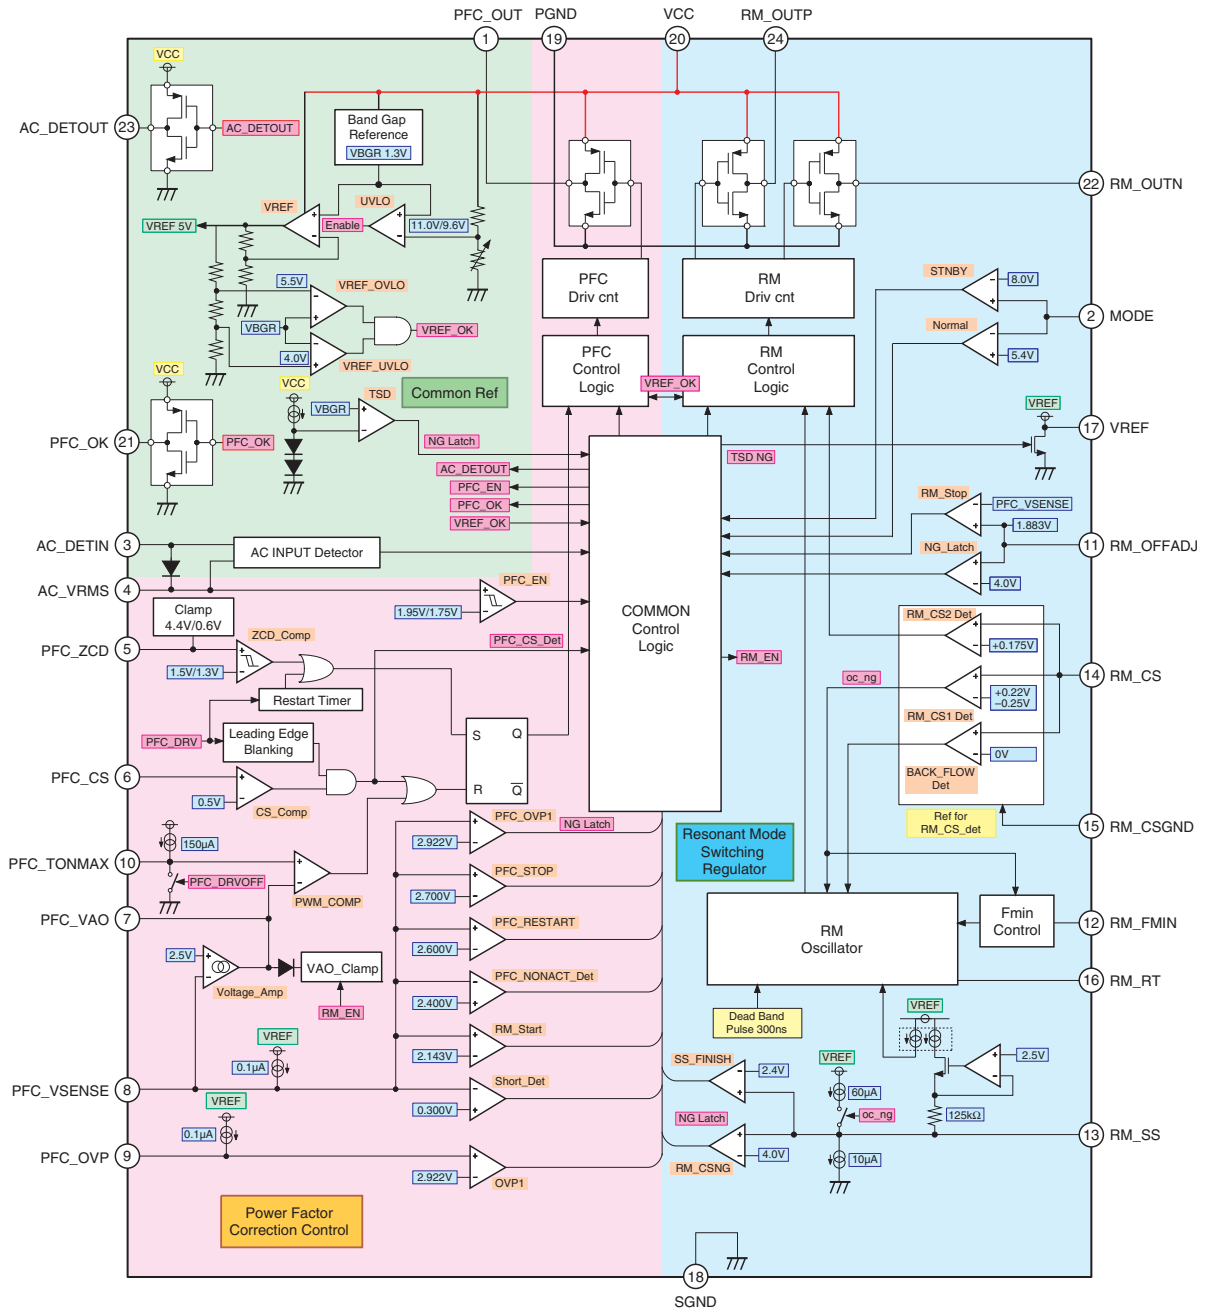 PFC_OUT PGND VCC RM_OUTP
1 19 20 24
VCC
AC_DETOUT 23 AC_DETOUT
Band Gap
Reference
VBGR 1.3V
22 RM_OUTN
VREF UVLO
VREF 5V Enable 11.0V/9.6V
PFC
Driv cnt
RM
Driv cnt
STNBY 8.0V
5.5V VREF_OVLO
2 MODE
VBGR VREF_OK
Normal
4.0V VREF_UVLO
5.4V
PFC
Control
Logic
RM
Control
Logic
VREF_OK
VCC
VCC TSD Common Ref
VBGR
VREF
17 VREF
PFC_OK 21 PFC_OK
NG Latch
TSD NG
AC_DETOUT
PFC_EN
PFC_OK
VREF_OK
RM_Stop
PFC_VSENSE
1.883V
AC_DETIN 3
AC INPUT Detector
11 RM_OFFADJ
NG_Latch
4.0V
AC_VRMS 4
PFC_EN
1.95V/1.75V
Clamp
4.4V/0.6V
COMMON
Control
Logic
RM_CS2 Det
+0.175V
PFC_ZCD 5
ZCD_Comp
PFC_CS_Det
1.5V/1.3V
RM_EN
oc_ng
14 RM_CS
+0.22V
−0.25V
Restart Timer
RM_CS1 Det
PFC_DRV
Leading Edge
Blanking
S Q
R Q
0V
BACK_FLOW
Det
PFC_CS 6
0.5V
CS_Comp
Ref for
RM_CS_det
15 RM_CSGND
PFC_OVP1
NG Latch
2.922V
Resonant Mode
Switching
Regulator
150µA
PFC_TONMAX 10
PFC_DRVOFF
PWM_COMP
PFC_STOP
2.700V
PFC_VAO 7
PFC_RESTART
2.600V
RM
Oscillator
Fmin
Control
12 RM_FMIN
2.5V
Voltage_Amp
VAO_Clamp
RM_EN
PFC_NONACT_Det
2.400V
16 RM_RT
Dead Band
Pulse 300ns
VREF
RM_Start
2.143V
VREF
0.1µA
SS_FINISH
2.4V
VREF
2.5V
PFC_VSENSE 8
Short_Det
0.300V
60µA
oc_ng
125kΩ
VREF
0.1µA
NG Latch
13 RM_SS
PFC_OVP 9
2.922V
OVP1
4.0V
RM_CSNG
10µA
Power Factor
Correction Control
18
SGND